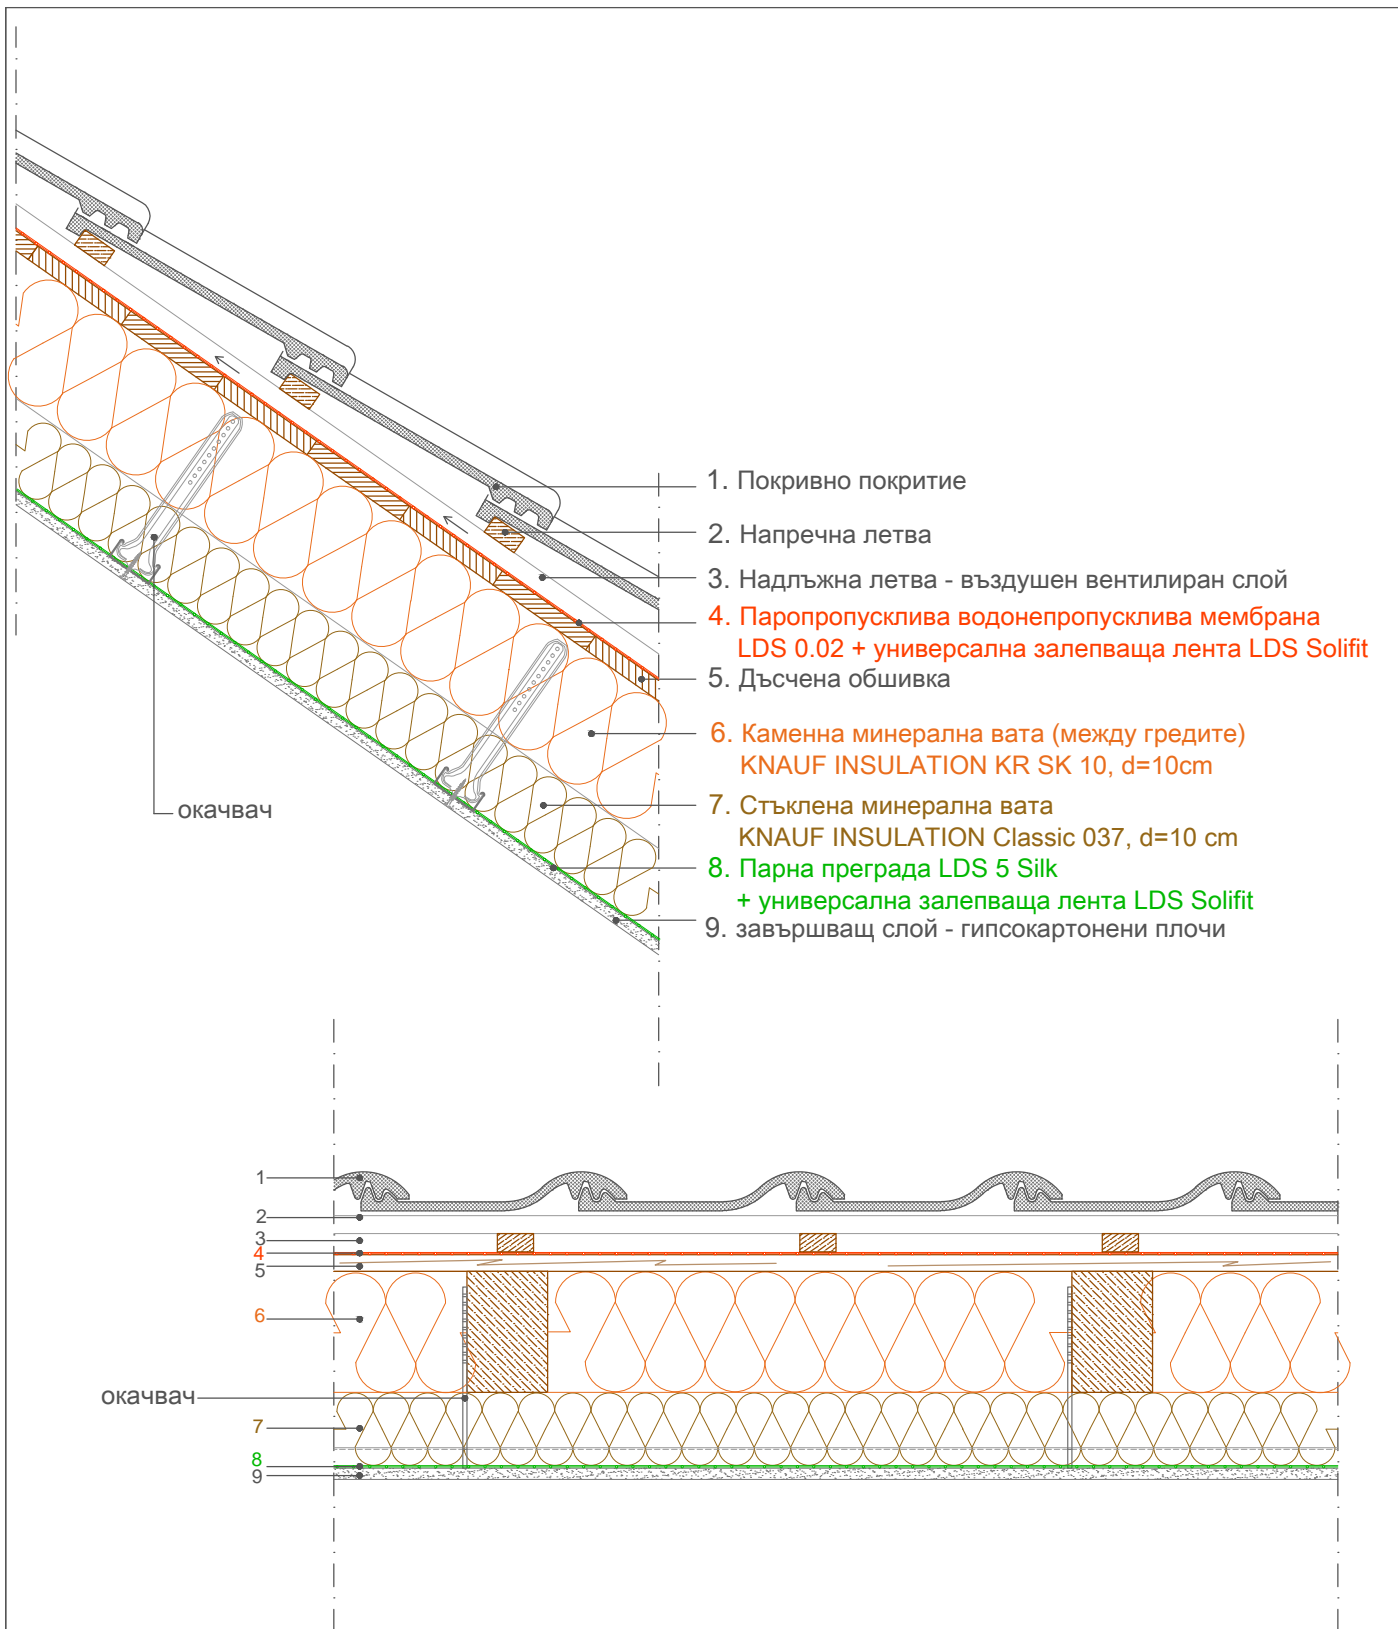 1. Покривно покритие
2. Напречна летва
3. Надлъжна летва - въздушен вентилиран слой
4. Паропропусклива водонепропусклива мембрана
LDS 0.02 + универсална залепваща лента LDS Solifit
5. Дъсчена обшивка
6. Каменна минерална вата (между гредите)
KNAUF INSULATION KR SK 10, d=10cm
7. Стъклена минерална вата
KNAUF INSULATION Classic 037, d=10 cm
окачвач
8. Парна преграда LDS 5 Silk
+ универсална залепваща лента LDS Solifit
9. завършващ слой - гипсокартонени плочи
1
2
3
4
5
6
окачвач
7
8
9